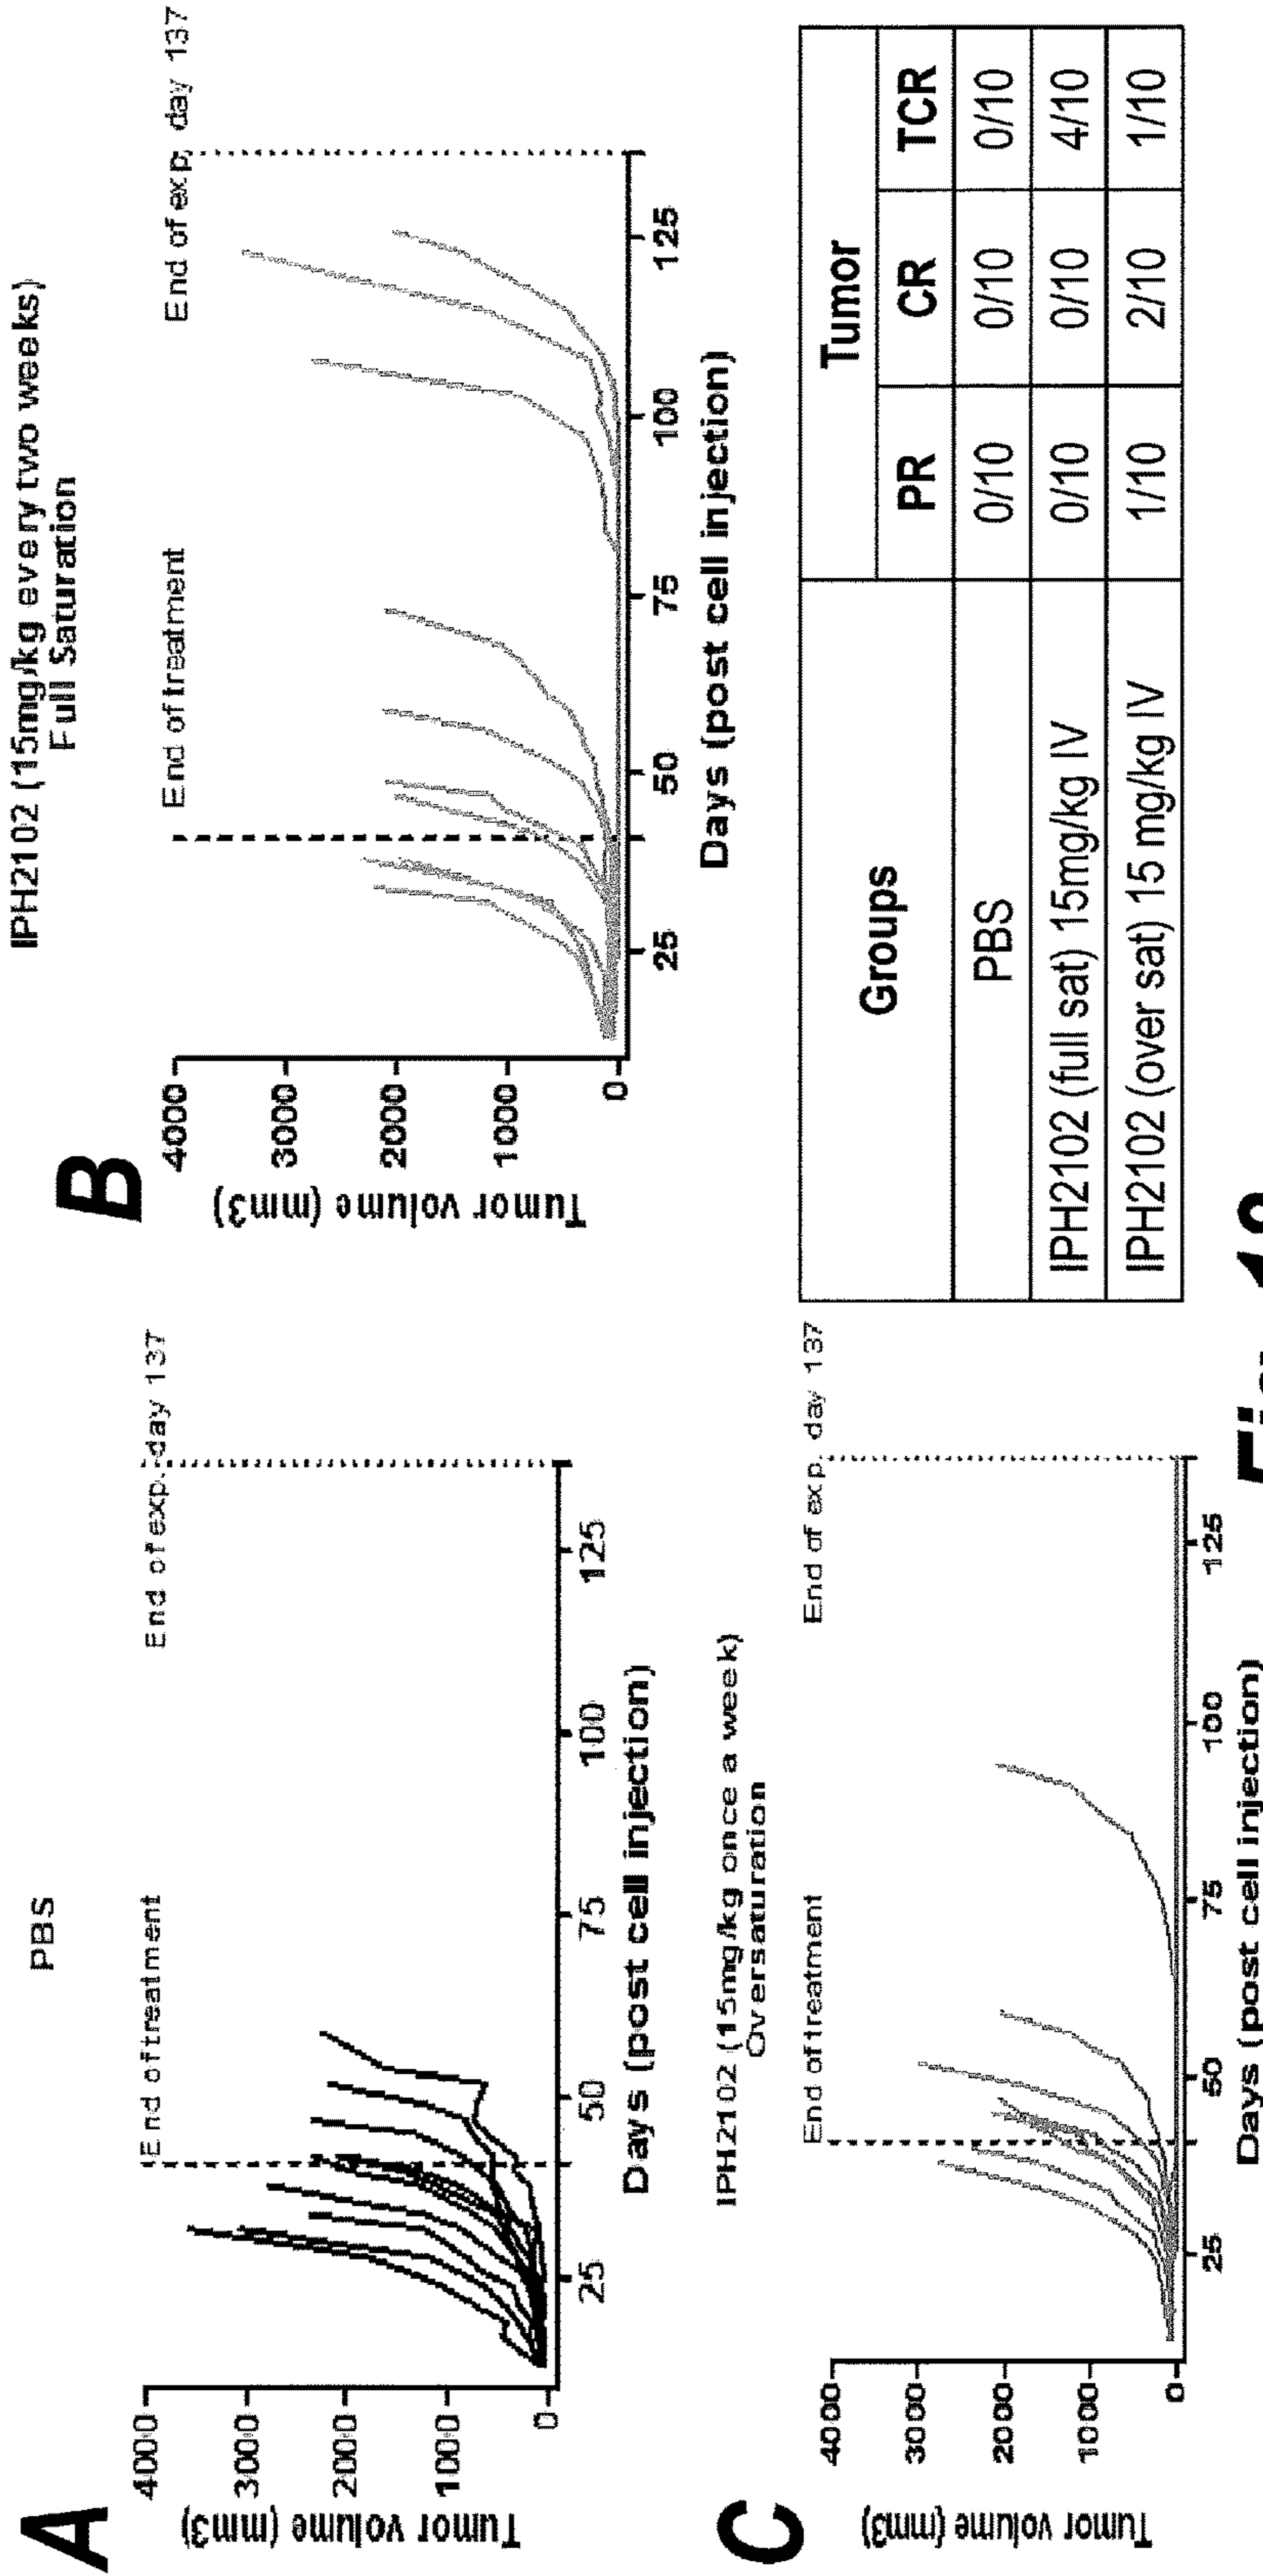 A
PBS
End of treatment
End of exp. day 137
4000
3000
2000
1000
0
Tumor volume (mm3)
25
50
75
100
125
Days (post cell injection)
B
IPH2102 (15mg/kg every two weeks)
Full Saturation
End of treatment
End of exp. day 137
4000
3000
2000
1000
0
Tumor volume (mm3)
25
50
75
100
125
Days (post cell injection)
C
IPH2102 (15mg/kg once a week)
Oversaturation
End of treatment
End of exp. day 137
4000
3000
2000
1000
0
Tumor volume (mm3)
25
50
75
100
125
Days (post cell injection)
Groups Tumor
PR CR TCR
PBS 0/10 0/10 0/10
IPH2102 (full sat) 15mg/kg IV 0/10 0/10 4/10
IPH2102 (over sat) 15 mg/kg IV 1/10 2/10 1/10